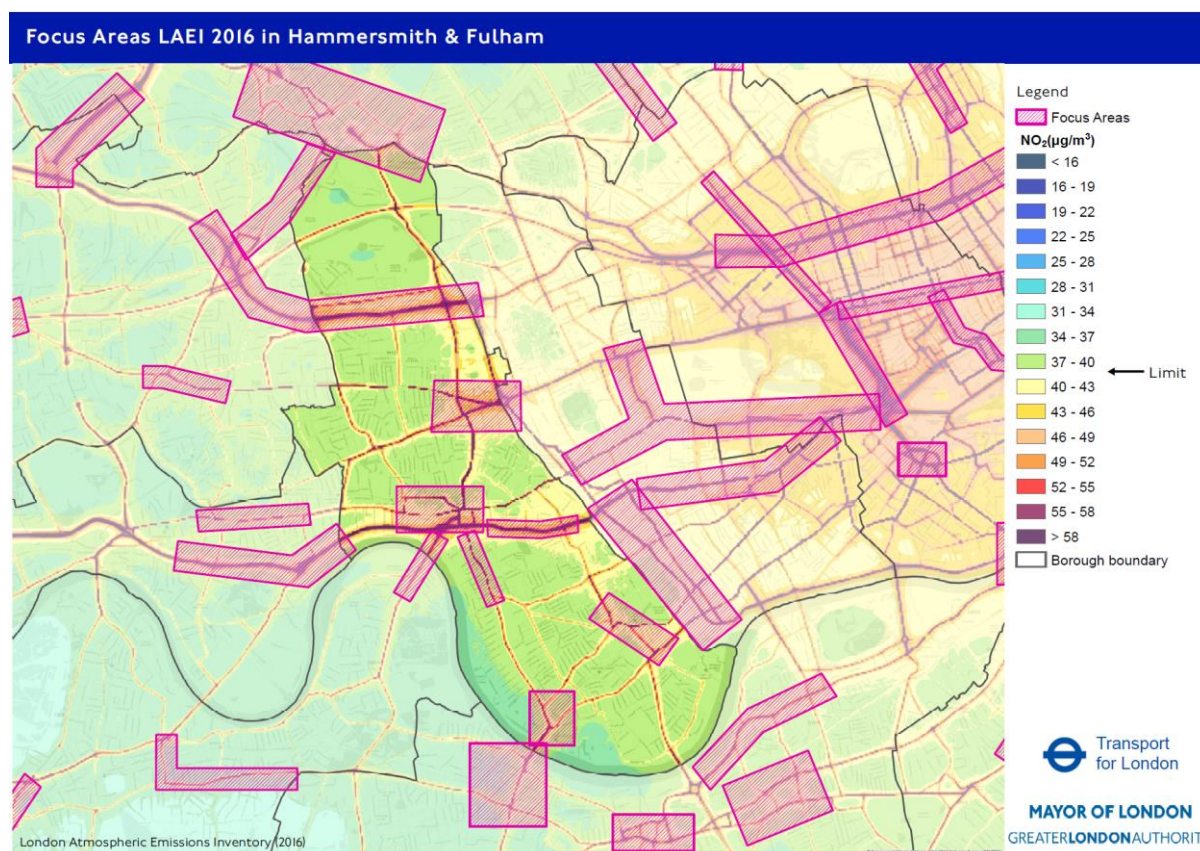 Focus Areas LAEI 2016 in Hammersmith & Fulham
Legend
Focus Areas
NO₂(µg/m³)
< 16
16 - 19
19 - 22
22 - 25
25 - 28
28 - 31
31 - 34
34 - 37
37 - 40
Limit
40 - 43
43 - 46
46 - 49
49 - 52
52 - 55
55 - 58
> 58
Borough boundary
Transport
for London
MAYOR OF LONDON
GREATERLONDONAUTHORIT
London Atmospheric Emissions Inventory (2016)